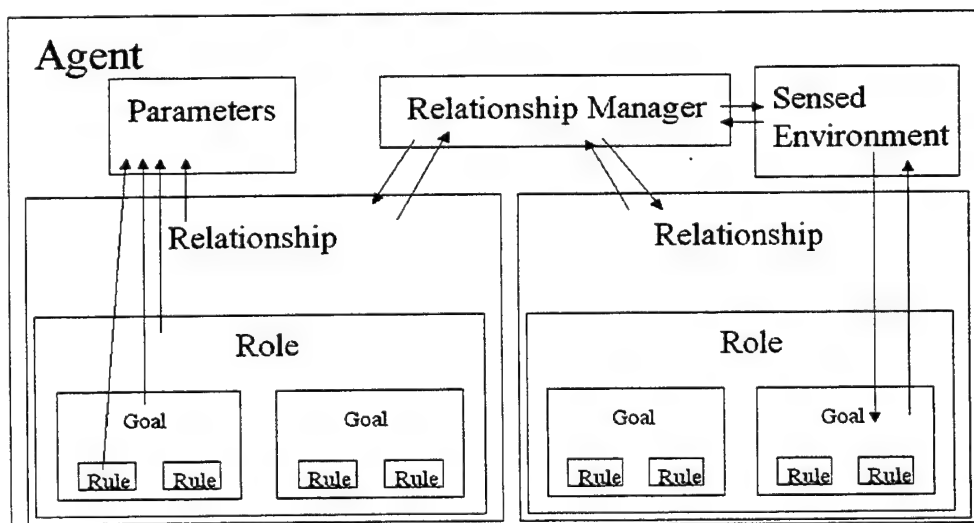 Agent
Parameters
Relationship Manager
Sensed
Environment
Relationship
Relationship
Role
Role
Goal
Goal
Goal
Goal
Rule
Rule
Rule
Rule
Rule
Rule
Rule
Rule